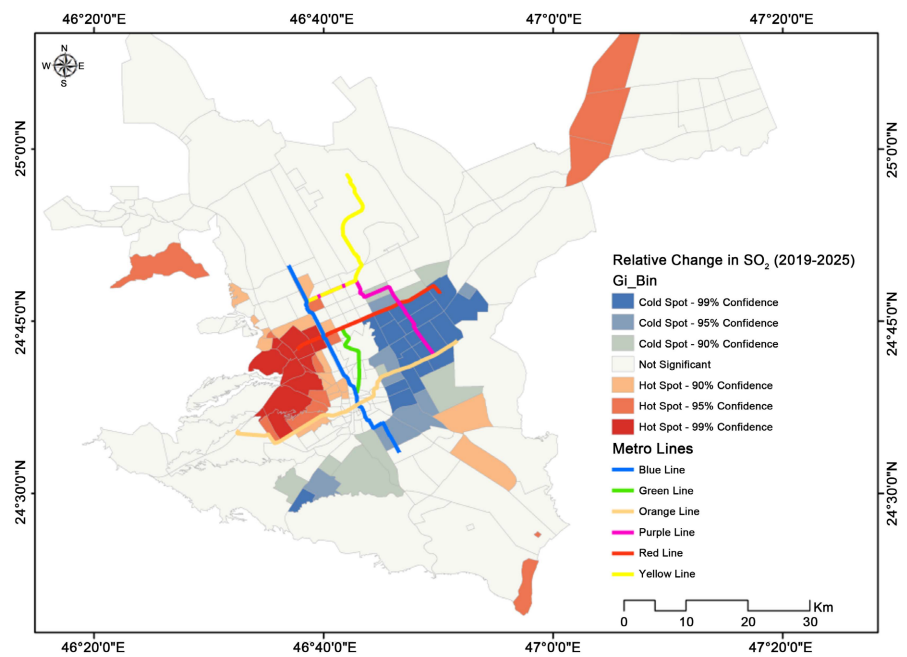 46°20'0"E 46°40'0"E 47°0'0"E 47°20'0"E
N
W E
S
25°0'0"N
25°0'0"N
24°45'0"N
24°45'0"N
24°30'0"N
24°30'0"N
Relative Change in SO₂ (2019-2025)
Gi_Bin
Cold Spot - 99% Confidence
Cold Spot - 95% Confidence
Cold Spot - 90% Confidence
Not Significant
Hot Spot - 90% Confidence
Hot Spot - 95% Confidence
Hot Spot - 99% Confidence
Metro Lines
Blue Line
Green Line
Orange Line
Purple Line
Red Line
Yellow Line
Km
0 10 20 30
46°20'0"E 46°40'0"E 47°0'0"E 47°20'0"E